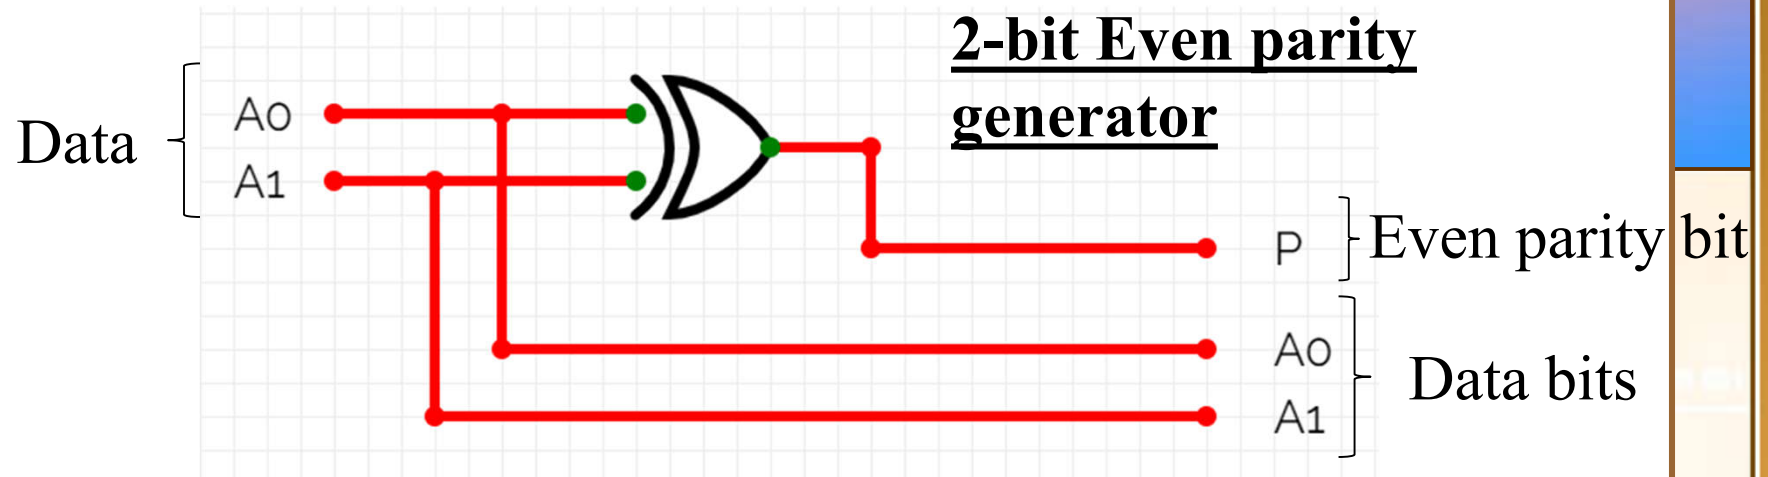 2-bit Even parity
generator
Data
A0
A1
P
Even parity bit
A0
A1
Data bits